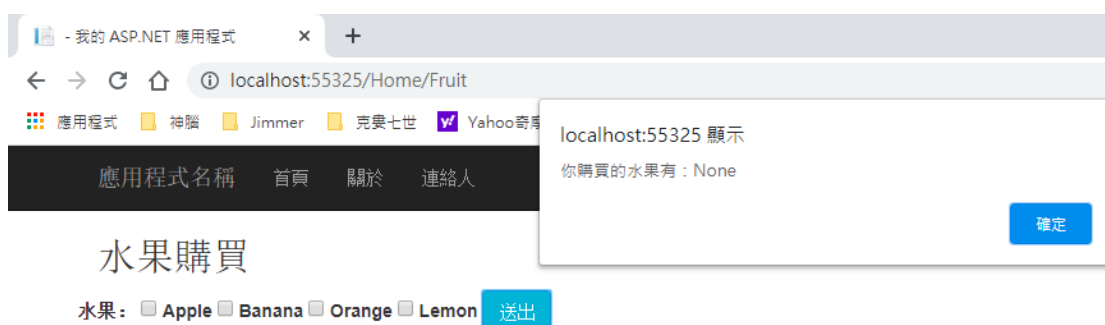 - 我的 ASP.NET 應用程式
localhost:55325/Home/Fruit
應用程式 神腦 Jimmer 克婁七世 Yahoo奇摩
localhost:55325 顯示
你購買的水果有：None
確定
應用程式名稱 首頁 關於 連絡人
水果購買
水果： Apple Banana Orange Lemon 送出